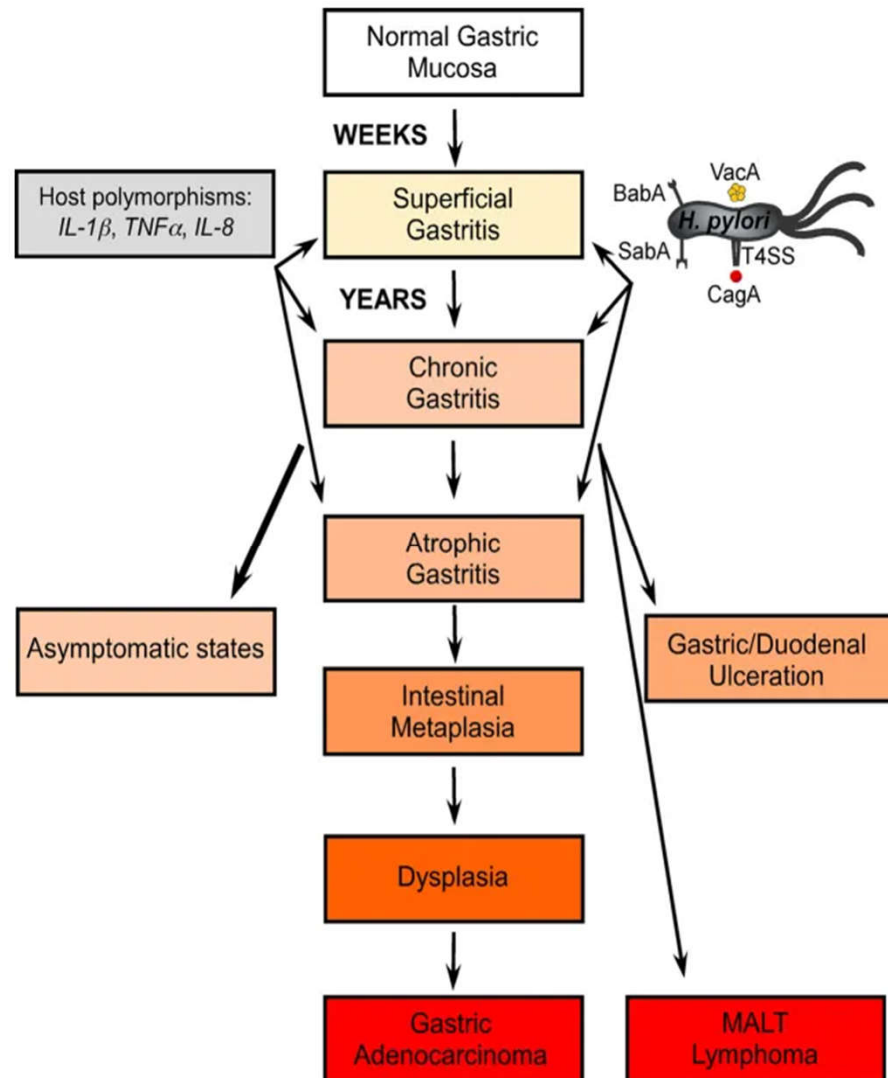 Normal Gastric
Mucosa
WEEKS
Host polymorphisms:
IL-1β, TNFα, IL-8
Superficial
Gastritis
VacA
BabA
H. pylori
SabA
T4SS
CagA
YEARS
Chronic
Gastritis
Atrophic
Gastritis
Asymptomatic states
Gastric/Duodenal
Ulceration
Intestinal
Metaplasia
Dysplasia
Gastric
Adenocarcinoma
MALT
Lymphoma